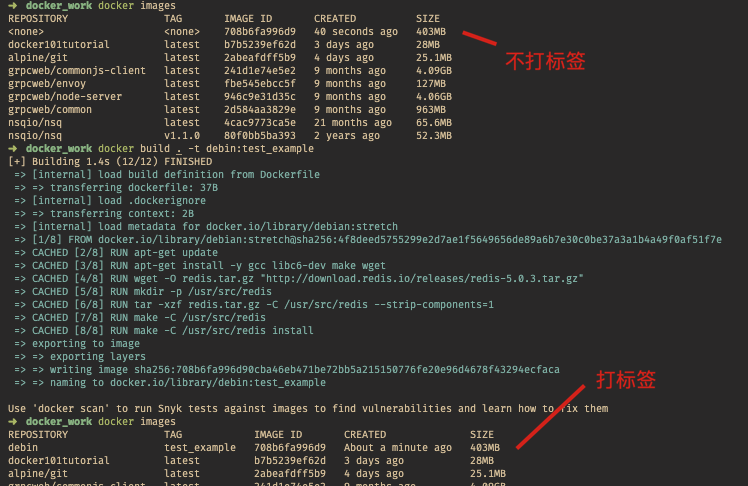 ➜ docker_work docker images
REPOSITORY TAG IMAGE ID CREATED SIZE
<none> <none> 708b6fa996d9 40 seconds ago 403MB
docker101tutorial latest b7b5239ef62d 3 days ago 28MB
不打标签
alpine/git latest 2abeafdff5b9 4 days ago 25.1MB
grpcweb/commonjs-client latest 241d1e74e5e2 9 months ago 4.09GB
grpcweb/envoy latest fbe545ebcc5f 9 months ago 127MB
grpcweb/node-server latest 946c9e31d35c 9 months ago 4.06GB
grpcweb/common latest 2d584aa3829e 9 months ago 963MB
nsqio/nsq latest 4cac9773ca5e 21 months ago 65.6MB
nsqio/nsq v1.1.0 80f0bb5ba393 2 years ago 52.3MB
➜ docker_work docker build . -t debin:test_example
[+] Building 1.4s (12/12) FINISHED
=> [internal] load build definition from Dockerfile
=> => transferring dockerfile: 37B
=> [internal] load .dockerignore
=> => transferring context: 2B
=> [internal] load metadata for docker.io/library/debian:stretch
=> [1/8] FROM docker.io/library/debian:stretch@sha256:4f8deed5755299e2d7ae1f5649656de89a6b7e30c0be37a3a1b4a49f0af51f7e
=> CACHED [2/8] RUN apt-get update
=> CACHED [3/8] RUN apt-get install -y gcc libc6-dev make wget
=> CACHED [4/8] RUN wget -O redis.tar.gz "http://download.redis.io/releases/redis-5.0.3.tar.gz"
=> CACHED [5/8] RUN mkdir -p /usr/src/redis
=> CACHED [6/8] RUN tar -xzf redis.tar.gz -C /usr/src/redis --strip-components=1
=> CACHED [7/8] RUN make -C /usr/src/redis
=> CACHED [8/8] RUN make -C /usr/src/redis install
=> exporting to image
=> => exporting layers
=> => writing image sha256:708b6fa996d90cba46eb471be72bb5a215150776fe20e96d4678f43294ecfaca
=> => naming to docker.io/library/debin:test_example
打标签
Use 'docker scan' to run Snyk tests against images to find vulnerabilities and learn how to fix them
➜ docker_work docker images
REPOSITORY TAG IMAGE ID CREATED SIZE
debin test_example 708b6fa996d9 About a minute ago 403MB
docker101tutorial latest b7b5239ef62d 3 days ago 28MB
alpine/git latest 2abeafdff5b9 4 days ago 25.1MB